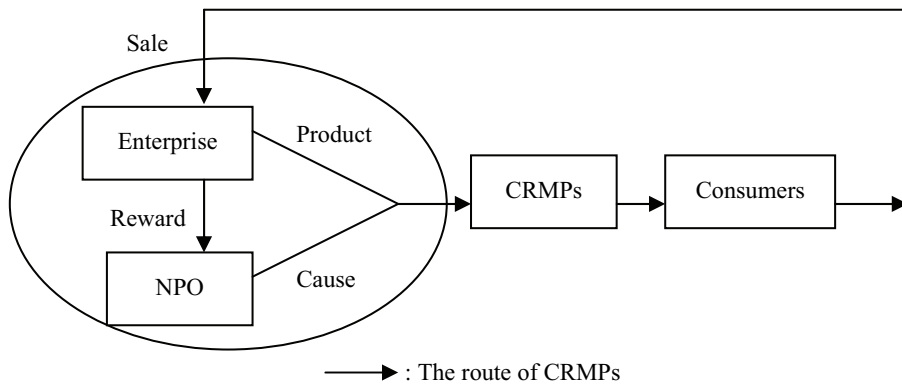 Sale
Enterprise
Product
CRMPs
Consumers
Reward
NPO
Cause
: The route of CRMPs